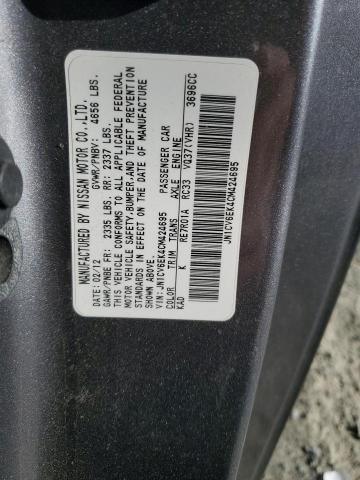 MANUFACTURED BY NISSAN MOTOR CO.,LTD.
DATE: 02/12 GVWR/PNBV: 4656 LBS.
GAWR/PNBE FR: 2335 LBS. RR: 2337 LBS.
THIS VEHICLE CONFORMS TO ALL APPLICABLE FEDERAL
MOTOR VEHICLE SAFETY,BUMPER,AND THEFT PREVENTION
STANDARDS IN EFFECT ON THE DATE OF MANUFACTURE
SHOWN ABOVE.
VIN:JN1CV6EK4CM424695 PASSENGER CAR
COLOR TRIM TRANS AXLE ENGINE
KAD K RE7R01A RC33 VQ37(VHR) 3696CC
JN1CV6EK4CM424695